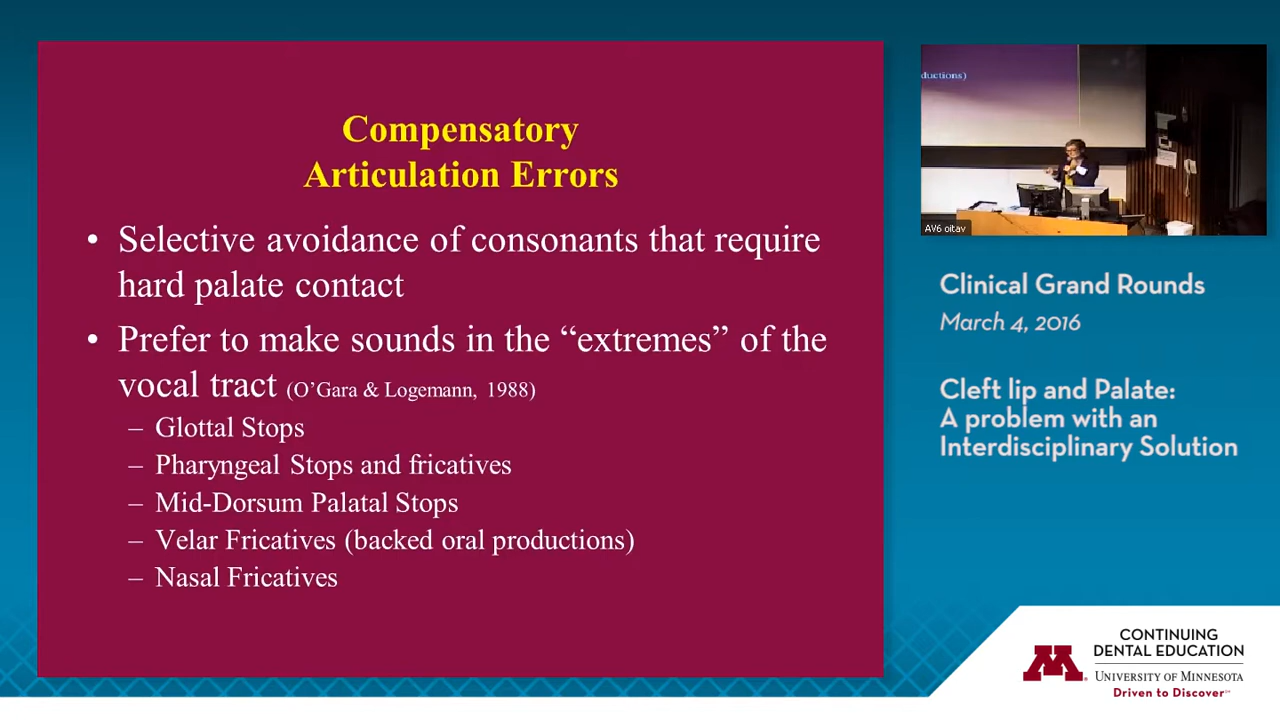 Compensatory
Articulation Errors
• Selective avoidance of consonants that require
hard palate contact
• Prefer to make sounds in the “extremes” of the
vocal tract (O’Gara & Logemann, 1988)
– Glottal Stops
– Pharyngeal Stops and fricatives
– Mid-Dorsum Palatal Stops
– Velar Fricatives (backed oral productions)
– Nasal Fricatives
ductions)
AV6 oitav
Clinical Grand Rounds
March 4, 2016
Cleft lip and Palate:
A problem with an
Interdisciplinary Solution
M
CONTINUING
DENTAL EDUCATION
UNIVERSITY OF MINNESOTA
Driven to Discover℠